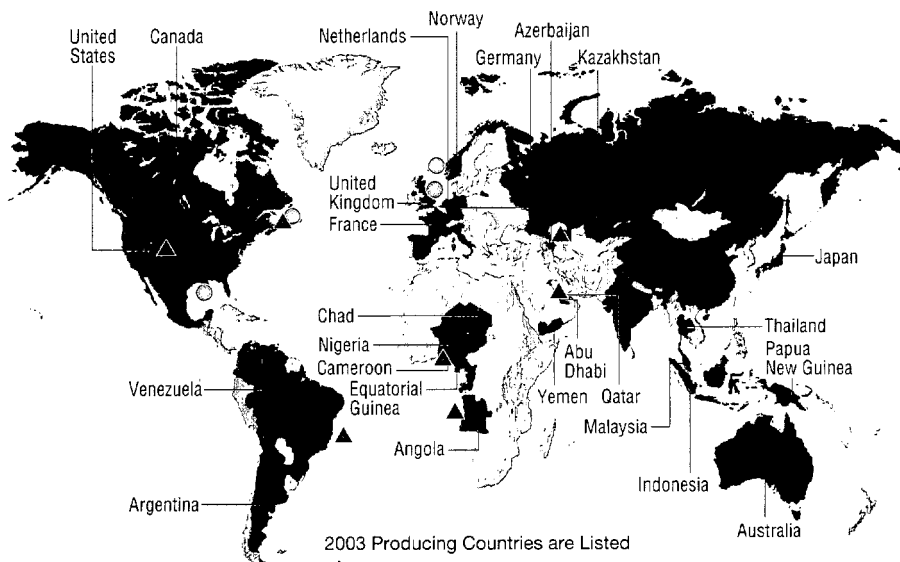 United
States
Canada
Netherlands
Norway
Azerbaijan
Germany
Kazakhstan
United
Kingdom
France
Japan
Chad
Nigeria
Cameroon
Equatorial
Guinea
Abu
Dhabi
Yemen
Qatar
Thailand
Papua
New Guinea
Malaysia
Venezuela
Angola
Indonesia
Argentina
Australia
2003 Producing Countries are Listed